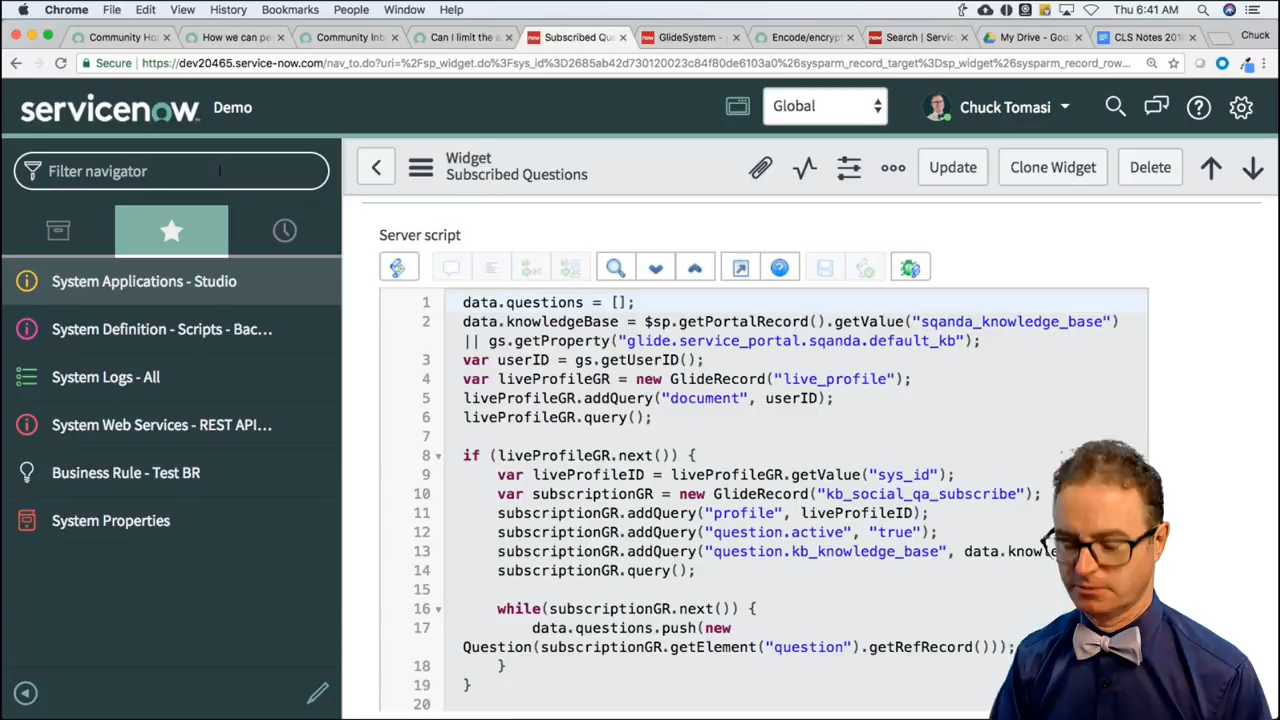 Chrome File Edit View History Bookmarks People Window Help Thu 6:41 AM
Community Ho How we can pe Community Inb Can I limit the a Subscribed Qu GlideSystem - Encode/encryp Search | Servic My Drive - Goo CLS Notes 201 Chuck
Secure | https://dev20465.service-now.com/nav_to.do?uri=%2Fsp_widget.do%3Fsys_id%3D2685ab42d730120023c84f80de6103a0%26sysparm_record_target%3Dsp_widget%26sysparm_record_row...
servicenow Demo Global Chuck Tomasi
Filter navigator
Widget
Subscribed Questions
Update Clone Widget Delete
System Applications - Studio
System Definition - Scripts - Bac...
System Logs - All
System Web Services - REST API...
Business Rule - Test BR
System Properties
Server script
1 data.questions = [];
2 data.knowledgeBase = $sp.getPortalRecord().getValue("sqanda_knowledge_base")
|| gs.getProperty("glide.service_portal.sqanda.default_kb");
3 var userID = gs.getUserID();
4 var liveProfileGR = new GlideRecord("live_profile");
5 liveProfileGR.addQuery("document", userID);
6 liveProfileGR.query();
7
8 if (liveProfileGR.next()) {
9 var liveProfileID = liveProfileGR.getValue("sys_id");
10 var subscriptionGR = new GlideRecord("kb_social_qa_subscribe");
11 subscriptionGR.addQuery("profile", liveProfileID);
12 subscriptionGR.addQuery("question.active", "true");
13 subscriptionGR.addQuery("question.kb_knowledge_base", data.knowle
14 subscriptionGR.query();
15
16 while(subscriptionGR.next()) {
17 data.questions.push(new
Question(subscriptionGR.getElement("question").getRefRecord()));
18 }
19 }
20